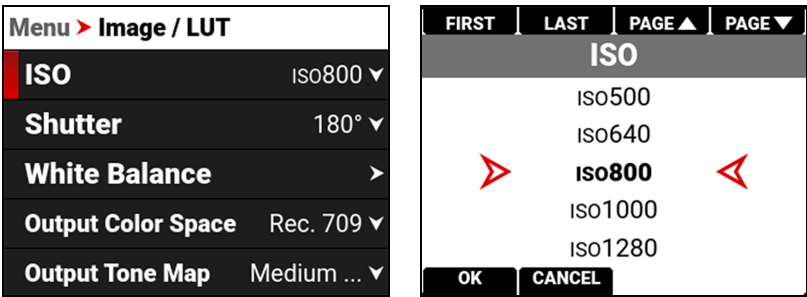 Menu > Image / LUT
ISO ISO800
Shutter 180°
White Balance
Output Color Space Rec. 709
Output Tone Map Medium ...
FIRST LAST PAGE▲ PAGE▼
ISO
ISO500
ISO640
ISO800
ISO1000
ISO1280
OK CANCEL